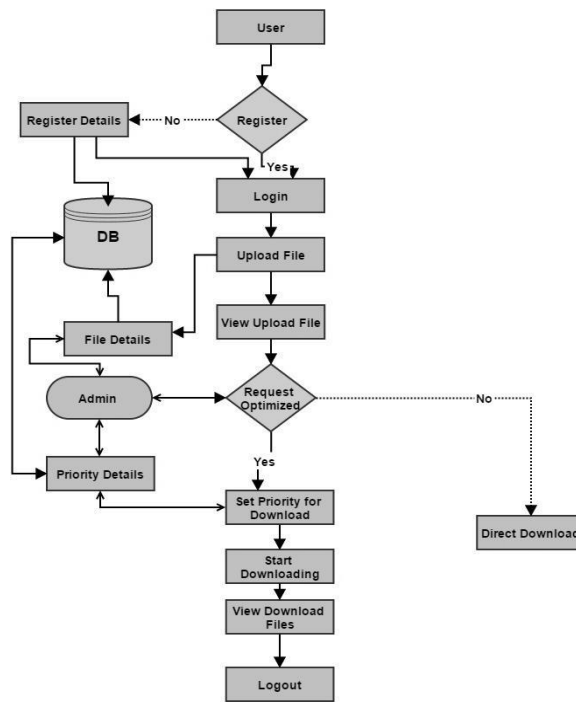 User
Register Details
No
Register
Yes
Login
DB
Upload File
View Upload File
File Details
Request
Optimized
Admin
No
Yes
Priority Details
Set Priority for
Download
Direct Download
Start
Downloading
View Download
Files
Logout